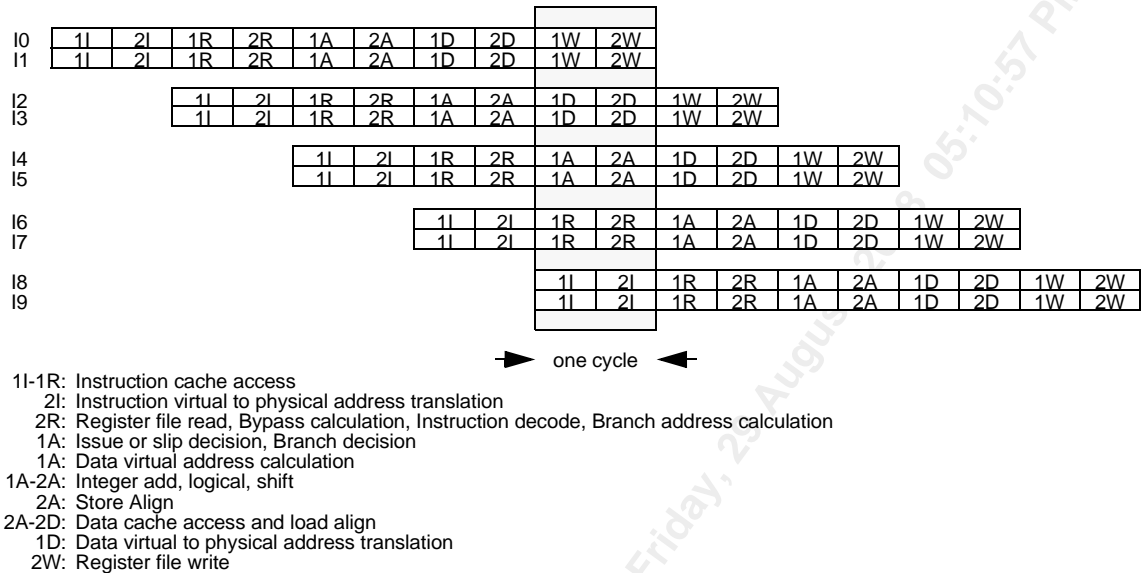 I0 1I 2I 1R 2R 1A 2A 1D 2D 1W 2W
I1 1I 2I 1R 2R 1A 2A 1D 2D 1W 2W
I2 1I 2I 1R 2R 1A 2A 1D 2D 1W 2W
I3 1I 2I 1R 2R 1A 2A 1D 2D 1W 2W
I4 1I 2I 1R 2R 1A 2A 1D 2D 1W 2W
I5 1I 2I 1R 2R 1A 2A 1D 2D 1W 2W
I6 1I 2I 1R 2R 1A 2A 1D 2D 1W 2W
I7 1I 2I 1R 2R 1A 2A 1D 2D 1W 2W
I8 1I 2I 1R 2R 1A 2A 1D 2D 1W 2W
I9 1I 2I 1R 2R 1A 2A 1D 2D 1W 2W
one cycle
1I-1R: Instruction cache access
2I: Instruction virtual to physical address translation
2R: Register file read, Bypass calculation, Instruction decode, Branch address calculation
1A: Issue or slip decision, Branch decision
1A: Data virtual address calculation
1A-2A: Integer add, logical, shift
2A: Store Align
2A-2D: Data cache access and load align
1D: Data virtual to physical address translation
2W: Register file write
Friday, 29 August 05:10:57